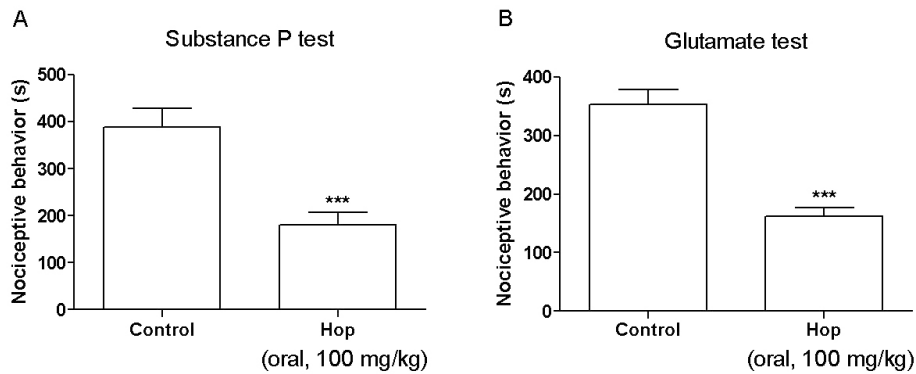 A
Substance P test
Nociceptive behavior (s)
500
400
300
200
100
0
***
Control
Hop
(oral, 100 mg/kg)
B
Glutamate test
Nociceptive behavior (s)
400
300
200
100
0
***
Control
Hop
(oral, 100 mg/kg)